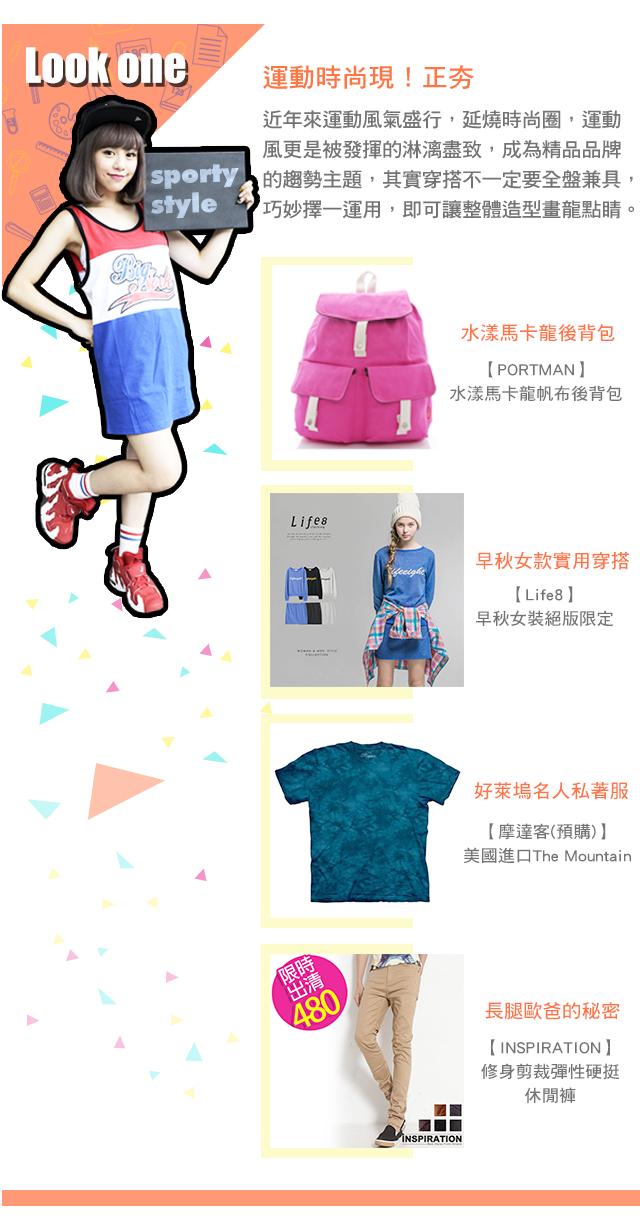 Look one
sporty
style
運動時尚現！正夯
近年來運動風氣盛行，延燒時尚圈，運動
風更是被發揮的淋漓盡致，成為精品品牌
的趨勢主題，其實穿搭不一定要全盤兼具，
巧妙擇一運用，即可讓整體造型畫龍點睛。
水漾馬卡龍後背包
【PORTMAN】
水漾馬卡龍帆布後背包
Life8
早秋女款實用穿搭
【Life8】
早秋女裝絕版限定
好萊塢名人私著服
【摩達客(預購)】
美國進口The Mountain
限時
出清
480
INSPIRATION
長腿歐爸的秘密
【INSPIRATION】
修身剪裁彈性硬挺
休閒褲